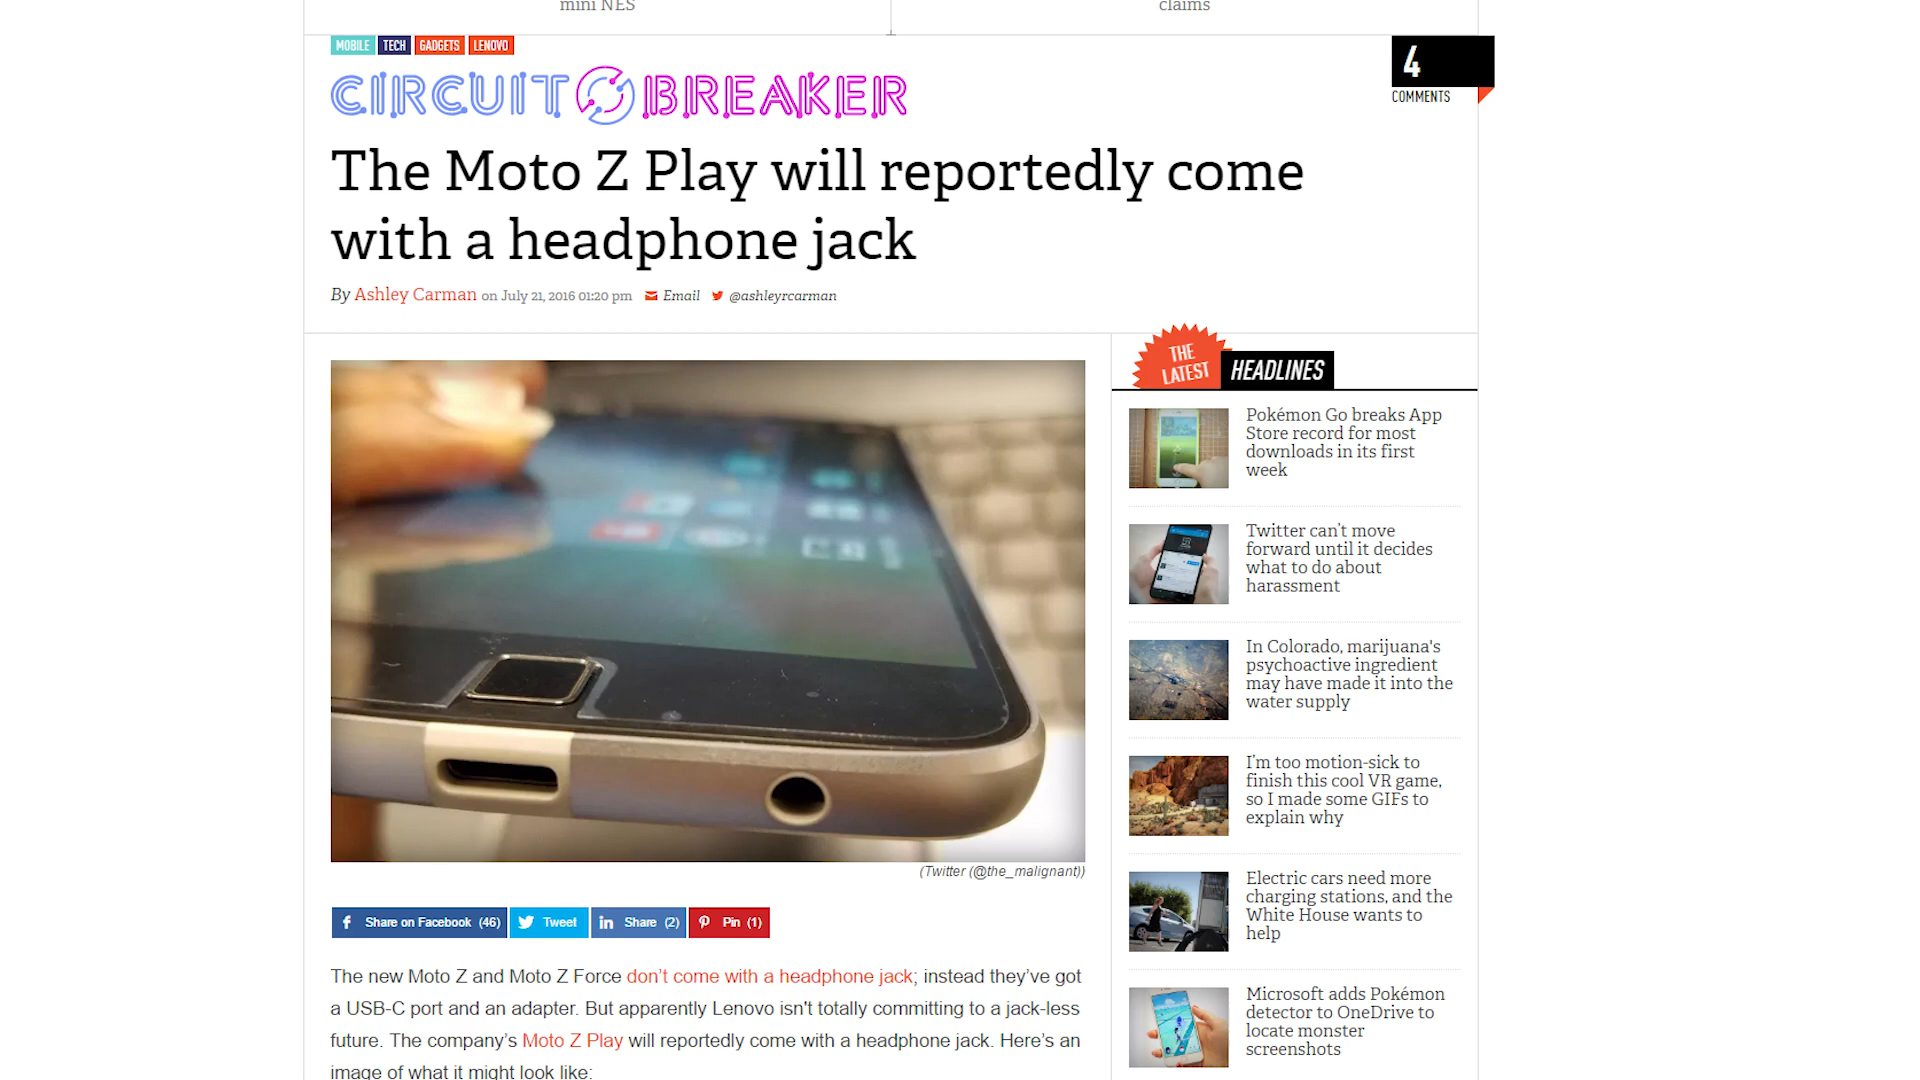 mini NES
claims
MOBILE TECH GADGETS LENOVO
4
COMMENTS
CIRCUIT BREAKER
The Moto Z Play will reportedly come
with a headphone jack
By Ashley Carman on July 21, 2016 01:20 pm Email @ashleyrcarman
THE
LATEST
HEADLINES
(Twitter (@the_malignant))
Share on Facebook (46) Tweet Share (2) Pin (1)
The new Moto Z and Moto Z Force don't come with a headphone jack; instead they've got
a USB-C port and an adapter. But apparently Lenovo isn't totally committing to a jack-less
future. The company's Moto Z Play will reportedly come with a headphone jack. Here's an
image of what it might look like:
Pokémon Go breaks App
Store record for most
downloads in its first
week
Twitter can't move
forward until it decides
what to do about
harassment
In Colorado, marijuana's
psychoactive ingredient
may have made it into the
water supply
I'm too motion-sick to
finish this cool VR game,
so I made some GIFs to
explain why
Electric cars need more
charging stations, and the
White House wants to
help
Microsoft adds Pokémon
detector to OneDrive to
locate monster
screenshots